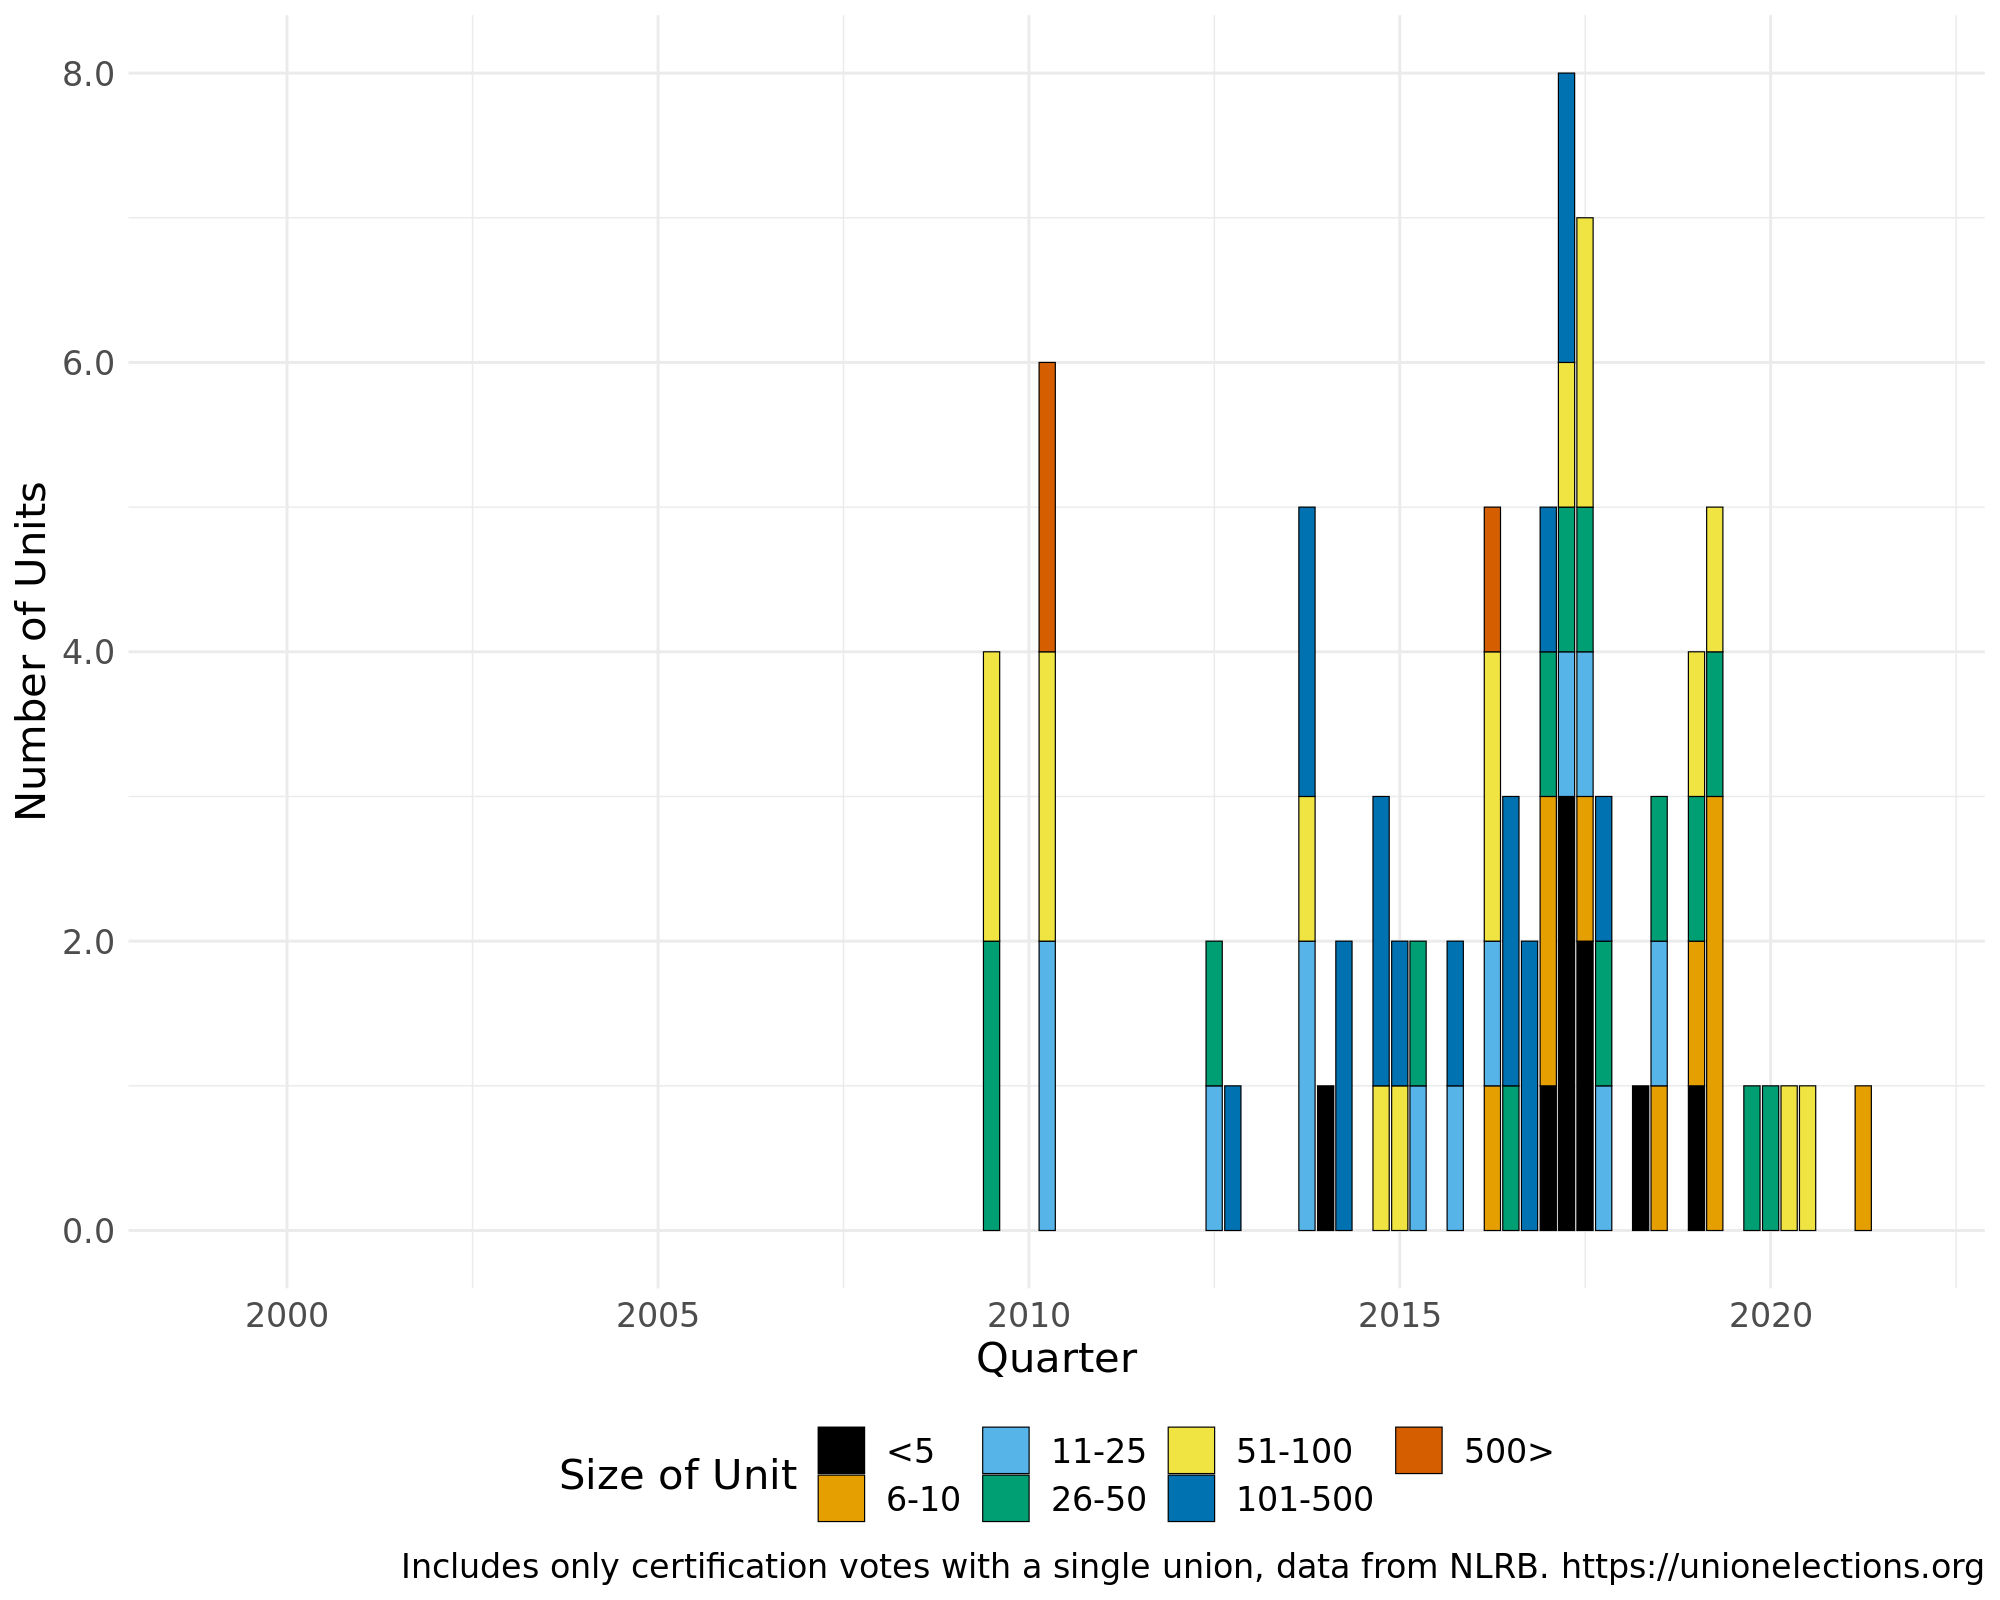 8.0
6.0
4.0
2.0
0.0
Number of Units
2000 2005 2010 2015 2020
Quarter
Size of Unit
<5 11-25 51-100 500>
6-10 26-50 101-500
Includes only certification votes with a single union, data from NLRB. https://unionelections.org